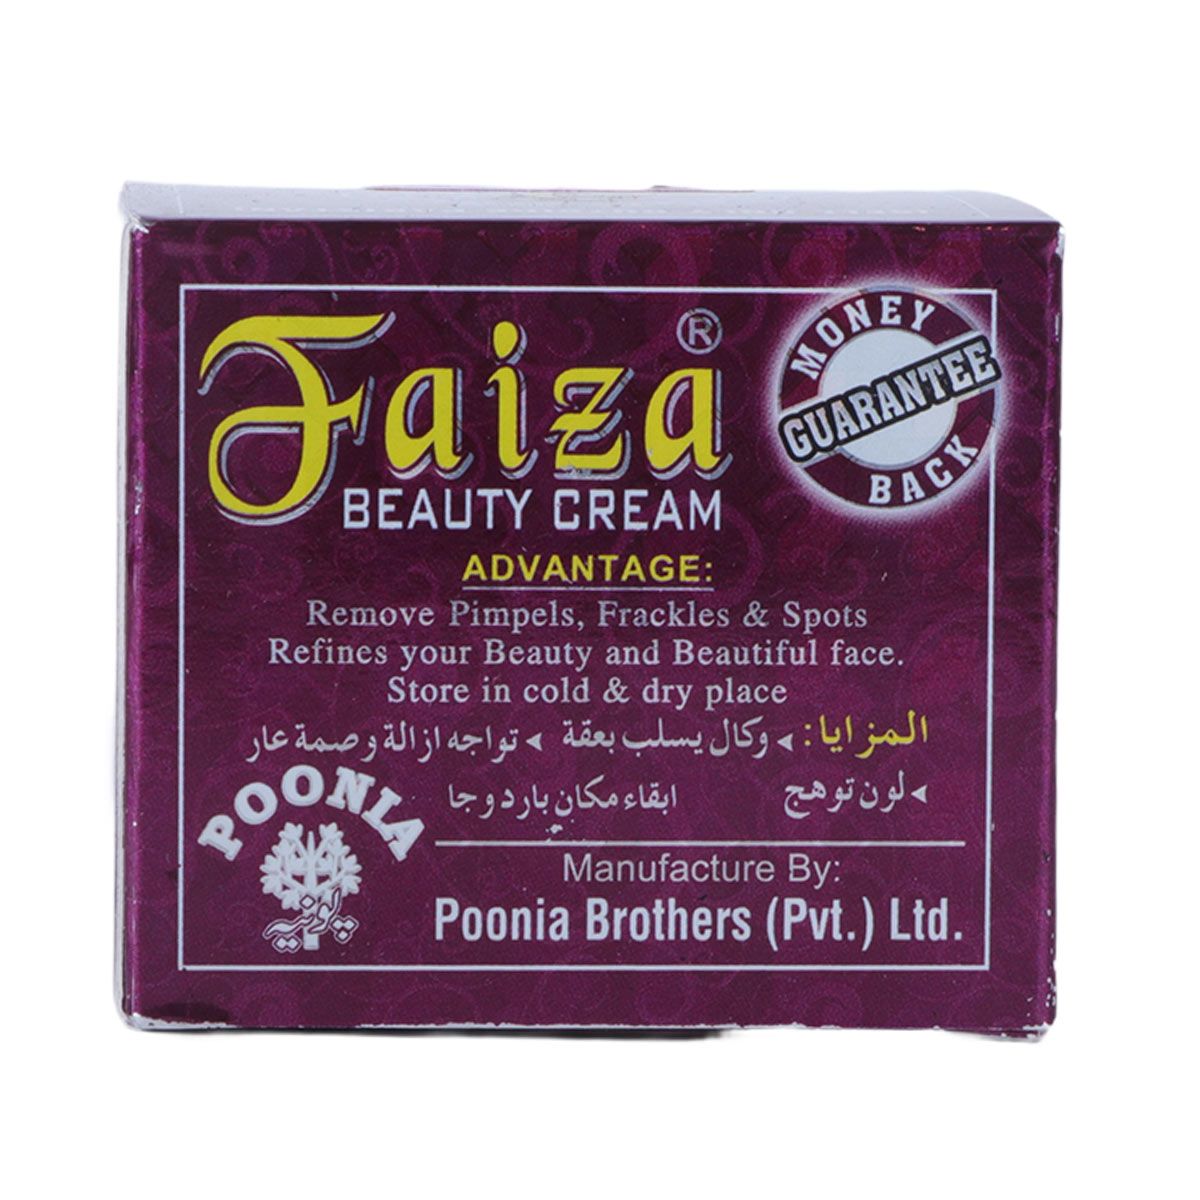 Faiza ®
BEAUTY CREAM
MONEY
GUARANTEE
BACK
ADVANTAGE:
Remove Pimpels, Frackles & Spots
Refines your Beauty and Beautiful face.
Store in cold & dry place
المزايا: وكال يسلب بعقة تواجه ازالة وصمة عار
لون توهج ابقاء مكان بارد وجا
POONIA
پونیہ
Manufacture By:
Poonia Brothers (Pvt.) Ltd.